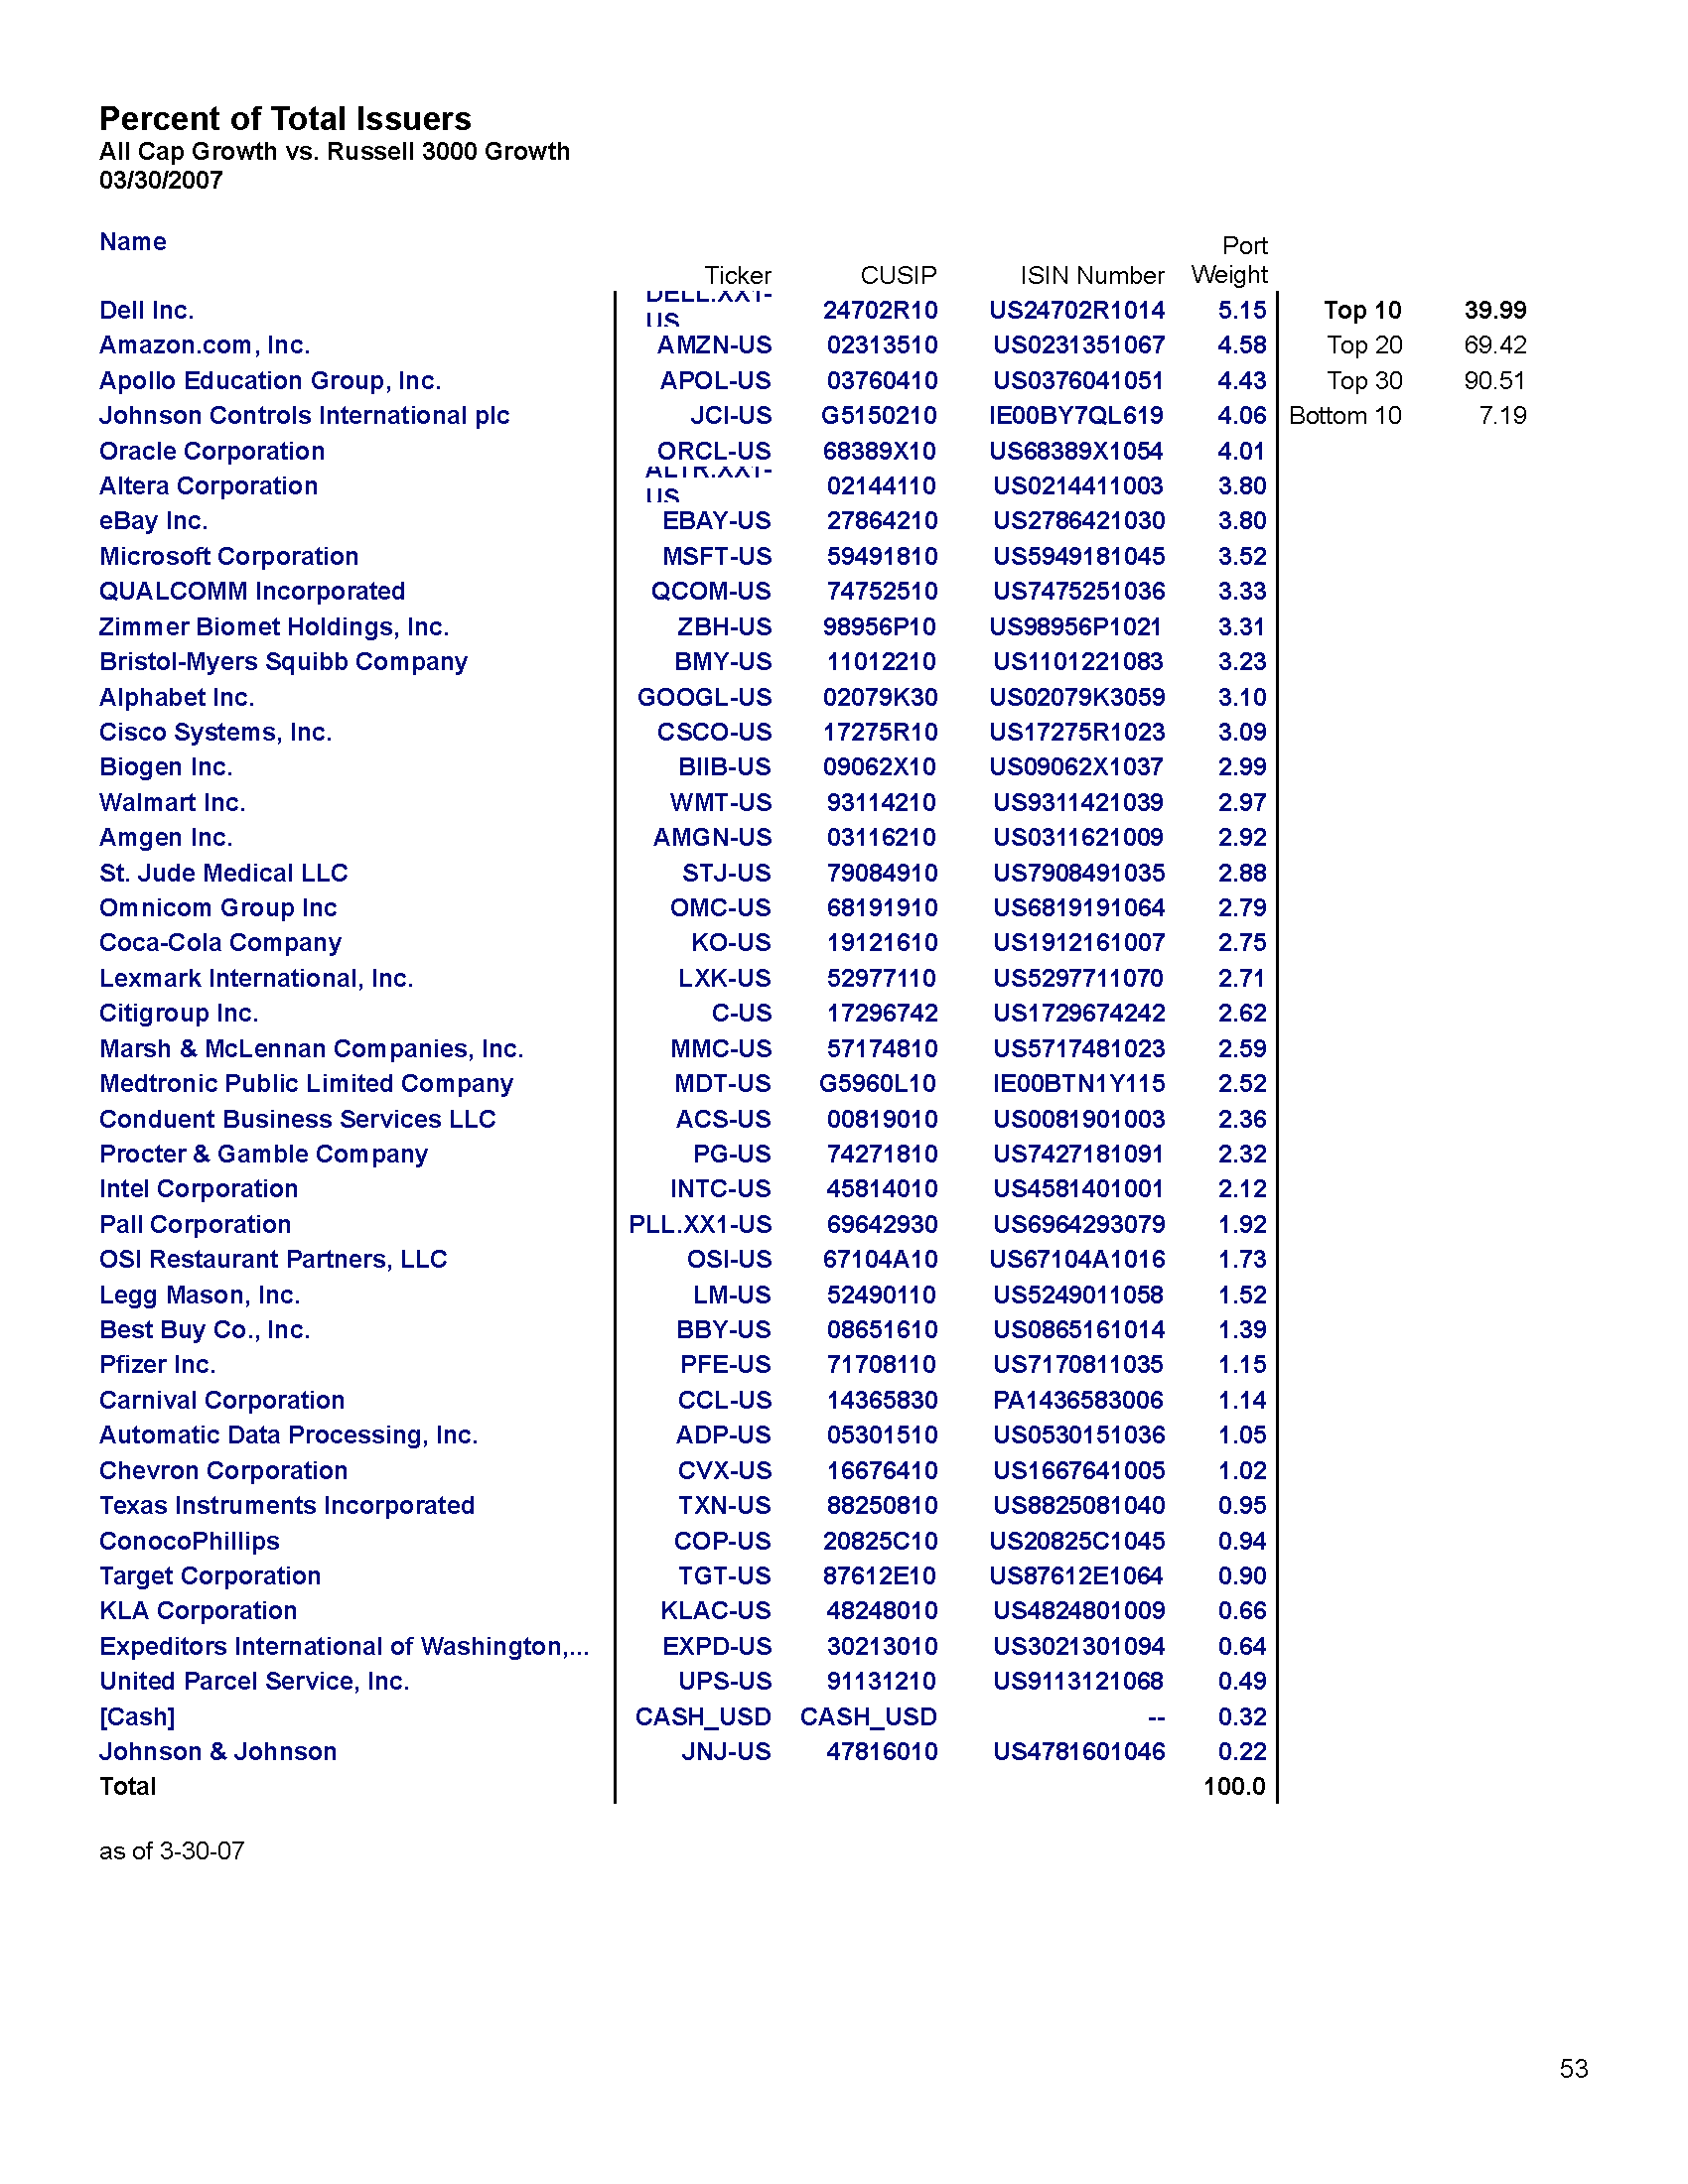 Percent of Total Issuers
All Cap Growth vs. Russell 3000 Growth
03/30/2007
Name Ticker CUSIP ISIN Number Port Weight
Dell Inc. 24702R10 US24702R1014 5.15 Top 10 39.99
Amazon.com, Inc. AMZN-US 02313510 US0231351067 4.58 Top 20 69.42
Apollo Education Group, Inc. APOL-US 03760410 US0376041051 4.43 Top 30 90.51
Johnson Controls International plc JCI-US G5150210 IE00BY7QL619 4.06 Bottom 10 7.19
Oracle Corporation ORCL-US 68389X10 US68389X1054 4.01
Altera Corporation 02144110 US0214411003 3.80
eBay Inc. EBAY-US 27864210 US2786421030 3.80
Microsoft Corporation MSFT-US 59491810 US5949181045 3.52
QUALCOMM Incorporated QCOM-US 74752510 US7475251036 3.33
Zimmer Biomet Holdings, Inc. ZBH-US 98956P10 US98956P1021 3.31
Bristol-Myers Squibb Company BMY-US 11012210 US1101221083 3.23
Alphabet Inc. GOOGL-US 02079K30 US02079K3059 3.10
Cisco Systems, Inc. CSCO-US 17275R10 US17275R1023 3.09
Biogen Inc. BIIB-US 09062X10 US09062X1037 2.99
Walmart Inc. WMT-US 93114210 US9311421039 2.97
Amgen Inc. AMGN-US 03116210 US0311621009 2.92
St. Jude Medical LLC STJ-US 79084910 US7908491035 2.88
Omnicom Group Inc OMC-US 68191910 US6819191064 2.79
Coca-Cola Company KO-US 19121610 US1912161007 2.75
Lexmark International, Inc. LXK-US 52977110 US5297711070 2.71
Citigroup Inc. C-US 17296742 US1729674242 2.62
Marsh & McLennan Companies, Inc. MMC-US 57174810 US5717481023 2.59
Medtronic Public Limited Company MDT-US G5960L10 IE00BTN1Y115 2.52
Conduent Business Services LLC ACS-US 00819010 US0081901003 2.36
Procter & Gamble Company PG-US 74271810 US7427181091 2.32
Intel Corporation INTC-US 45814010 US4581401001 2.12
Pall Corporation PLL.XX1-US 69642930 US6964293079 1.92
OSI Restaurant Partners, LLC OSI-US 67104A10 US67104A1016 1.73
Legg Mason, Inc. LM-US 52490110 US5249011058 1.52
Best Buy Co., Inc. BBY-US 08651610 US0865161014 1.39
Pfizer Inc. PFE-US 71708110 US7170811035 1.15
Carnival Corporation CCL-US 14365830 PA1436583006 1.14
Automatic Data Processing, Inc. ADP-US 05301510 US0530151036 1.05
Chevron Corporation CVX-US 16676410 US1667641005 1.02
Texas Instruments Incorporated TXN-US 88250810 US8825081040 0.95
ConocoPhillips COP-US 20825C10 US20825C1045 0.94
Target Corporation TGT-US 87612E10 US87612E1064 0.90
KLA Corporation KLAC-US 48248010 US4824801009 0.66
Expeditors International of Washington,... EXPD-US 30213010 US3021301094 0.64
United Parcel Service, Inc. UPS-US 91131210 US9113121068 0.49
[Cash] CASH_USD CASH_USD -- 0.32
Johnson & Johnson JNJ-US 47816010 US4781601046 0.22
Total 100.0
as of 3-30-07
53